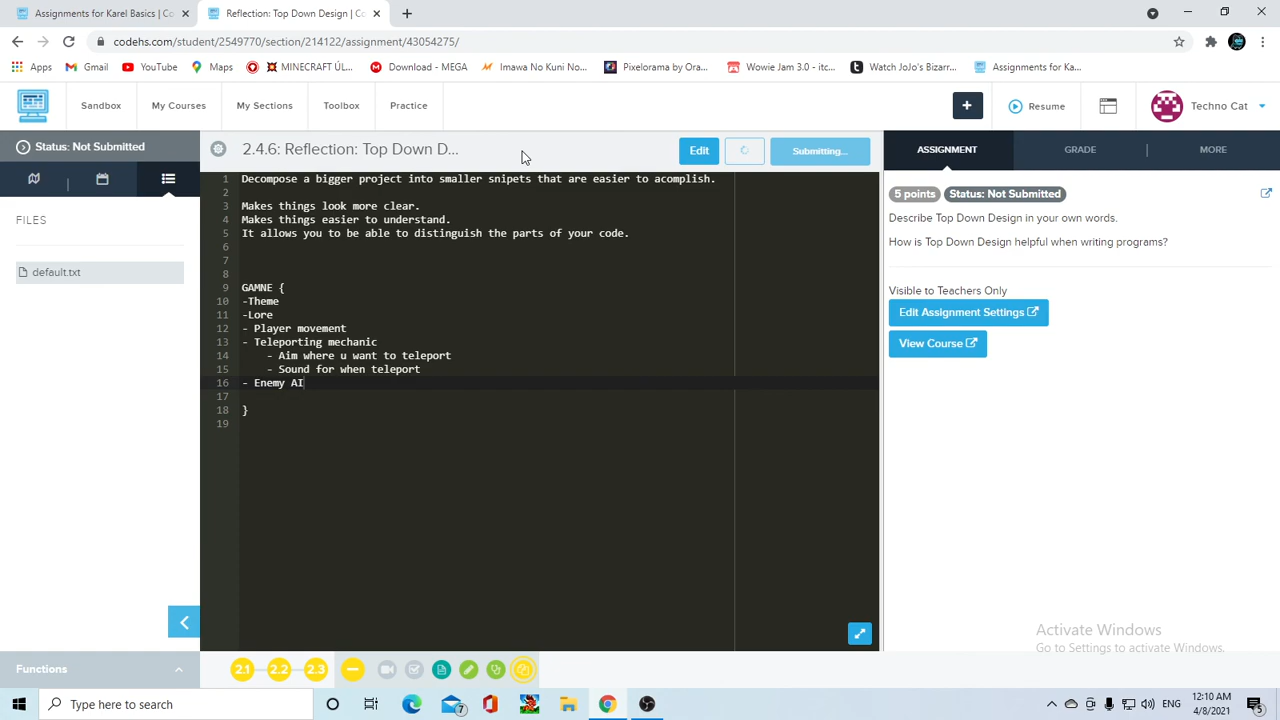 Assignments for Karel Basics | Co
Reflection: Top Down Design | Co
codehs.com/student/2549770/section/214122/assignment/43054275/
Apps
Gmail
YouTube
Maps
MINECRAFT ÚL...
Download - MEGA
Imawa No Kuni No...
Pixelorama by Ora...
Wowie Jam 3.0 - itc...
Watch JoJo's Bizarr...
Assignments for Ka...
Sandbox
My Courses
My Sections
Toolbox
Practice
+
Resume
Techno Cat
Status: Not Submitted
2.4.6: Reflection: Top Down D...
Edit
Submitting...
ASSIGNMENT
GRADE
MORE
FILES
default.txt
1 Decompose a bigger project into smaller snipets that are easier to acomplish.
2
3 Makes it more clear.
4 Makes things easier to understand.
5 It allows you to be able to distinguish the parts of your code.
6
7
8
9 GAMNE {
10 -Theme
11 -Lore
12 - Player movement
13 - Teleporting mechanic
14 - Aim where u want to teleport
15 - Sound for when teleport
16 - Enemy AI
17
18 }
19
5 points Status: Not Submitted
Describe Top Down Design in your own words.
How is Top Down Design helpful when writing programs?
Visible to Teachers Only
Edit Assignment Settings
View Course
Activate Windows
Go to Settings to activate Windows.
Functions
2.1
2.2
2.3
Type here to search
7
ENG
12:10 AM
4/8/2021
5